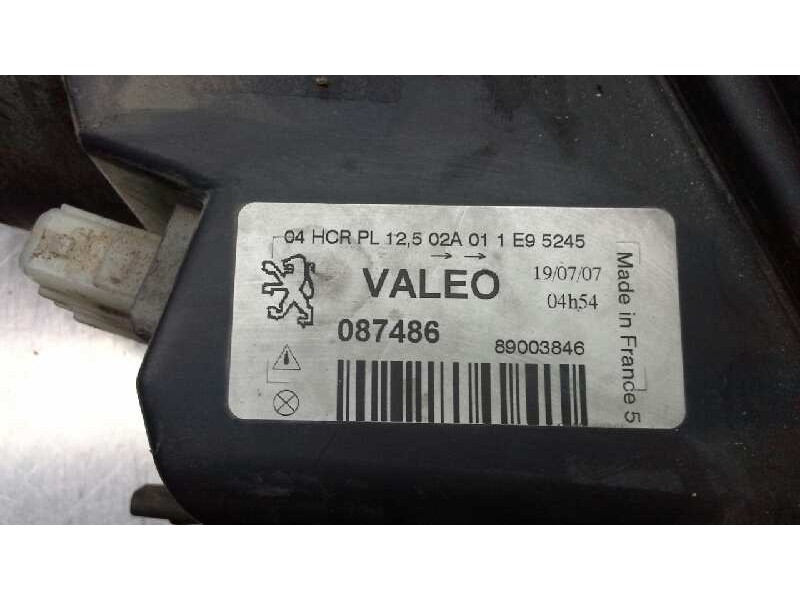 04 HCR PL 12,5 02A 01 1 E9 5245
→ →
VALEO
19/07/07
04h54
087486
89003846
Made in France 5